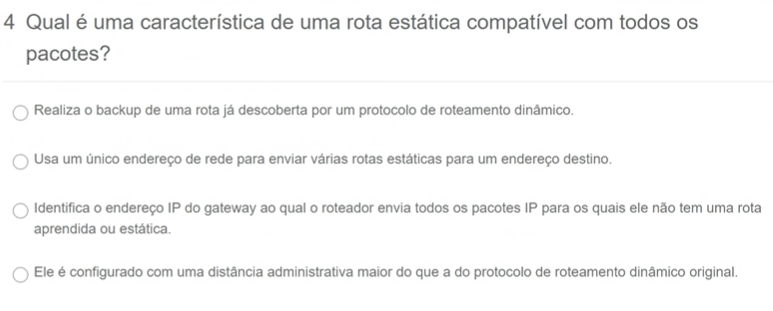 4 Qual é uma característica de uma rota estática compatível com todos os
pacotes?
Realiza o backup de uma rota já descoberta por um protocolo de roteamento dinâmico.
Usa um único endereço de rede para enviar várias rotas estáticas para um endereço destino.
Identifica o endereço IP do gateway ao qual o roteador envia todos os pacotes IP para os quais ele não tem uma rota
aprendida ou estática.
Ele é configurado com uma distância administrativa maior do que a do protocolo de roteamento dinâmico original.